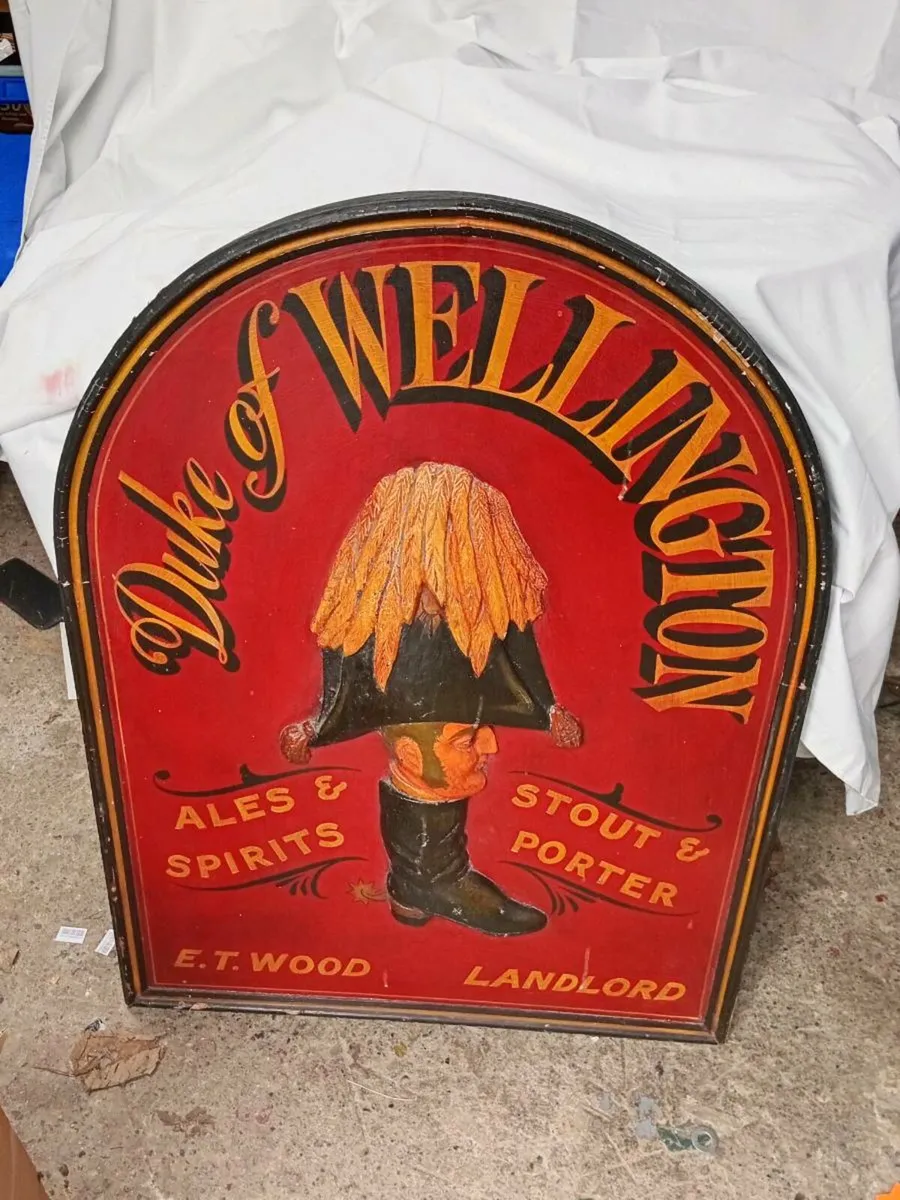 Duke of WELLINGTON
ALES &
SPIRITS
STOUT &
PORTER
E.T. WOOD
LANDLORD